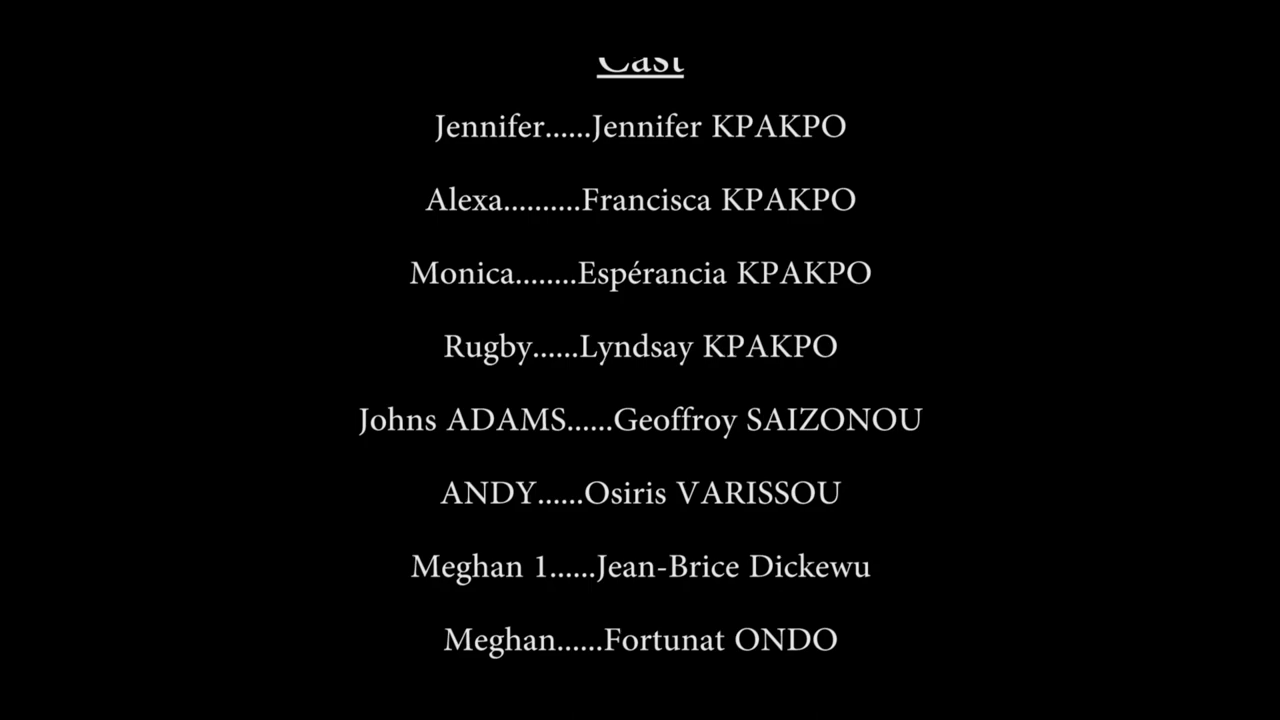 Cast
Jennifer......Jennifer KPAKPO
Alexa..........Francisca KPAKPO
Monica........Espérancia KPAKPO
Rugby......Lyndsay KPAKPO
Johns ADAMS......Geoffroy SAIZONOU
ANDY......Osiris VARISSOU
Meghan 1......Jean-Brice Dickewu
Meghan......Fortunat ONDO